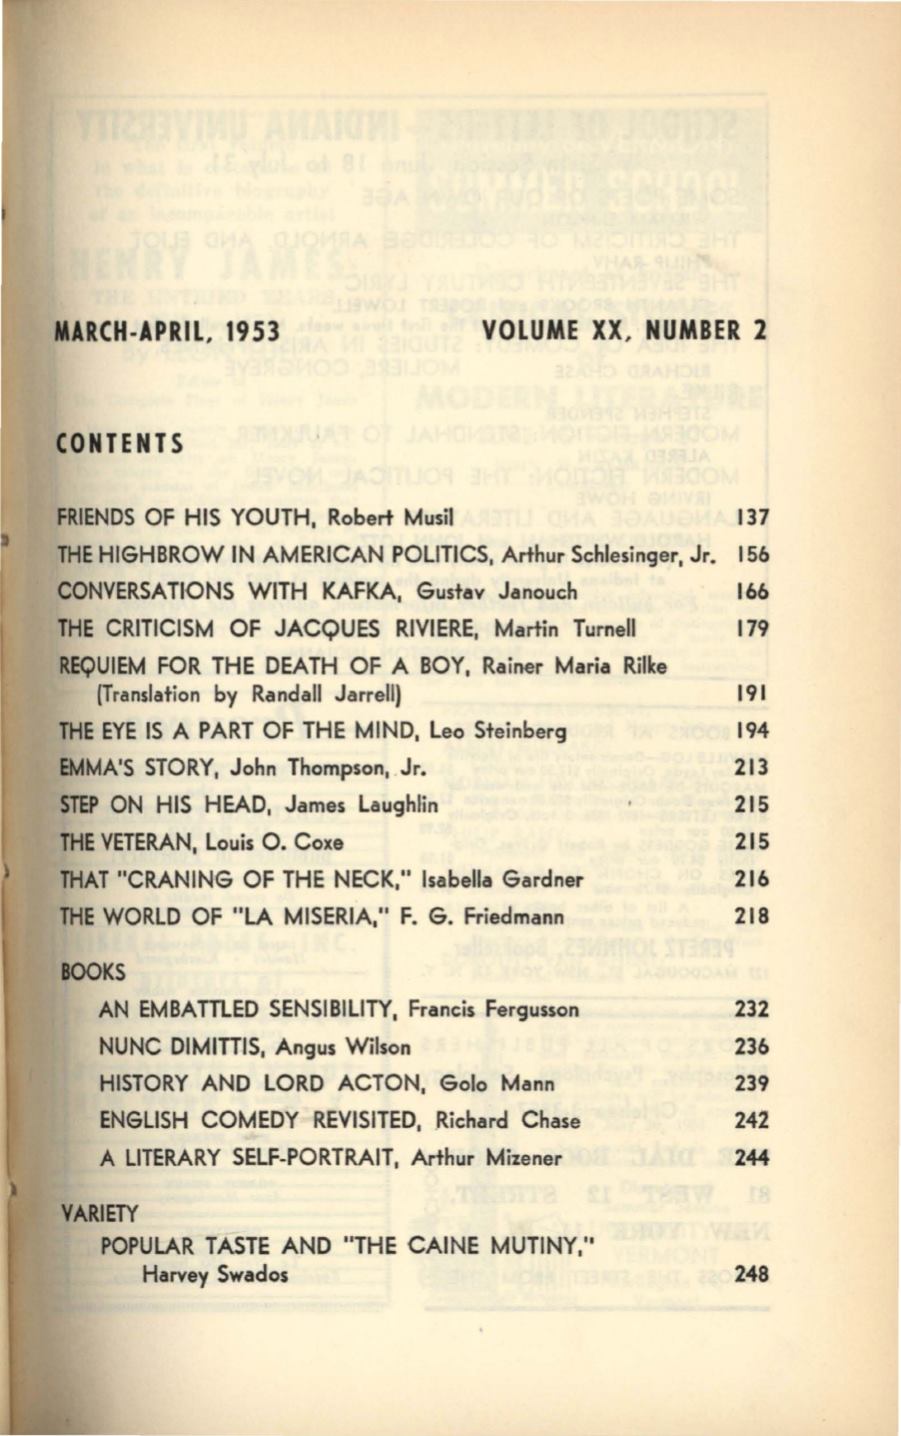 MARCH-APRIL, 1953 VOLUME XX, NUMBER 2
CONTENTS
FRIENDS OF HIS YOUTH, Robert Musil 137
THE HIGHBROW IN AMERICAN POLITICS, Arthur Schlesinger, Jr. 156
CONVERSATIONS WITH KAFKA, Gustav Janouch 166
THE CRITICISM OF JACQUES RIVIERE, Martin Turnell 179
REQUIEM FOR THE DEATH OF A BOY, Rainer Maria Rilke
(Translation by Randall Jarrell) 191
THE EYE IS A PART OF THE MIND, Leo Steinberg 194
EMMA'S STORY, John Thompson, Jr. 213
STEP ON HIS HEAD, James Laughlin 215
THE VETERAN, Louis O. Coxe 215
THAT "CRANING OF THE NECK," Isabella Gardner 216
THE WORLD OF "LA MISERIA," F. G. Friedmann 218
BOOKS
AN EMBATTLED SENSIBILITY, Francis Fergusson 232
NUNC DIMITTIS, Angus Wilson 236
HISTORY AND LORD ACTON, Golo Mann 239
ENGLISH COMEDY REVISITED, Richard Chase 242
A LITERARY SELF-PORTRAIT, Arthur Mizener 244
VARIETY
POPULAR TASTE AND "THE CAINE MUTINY,"
Harvey Swados 248